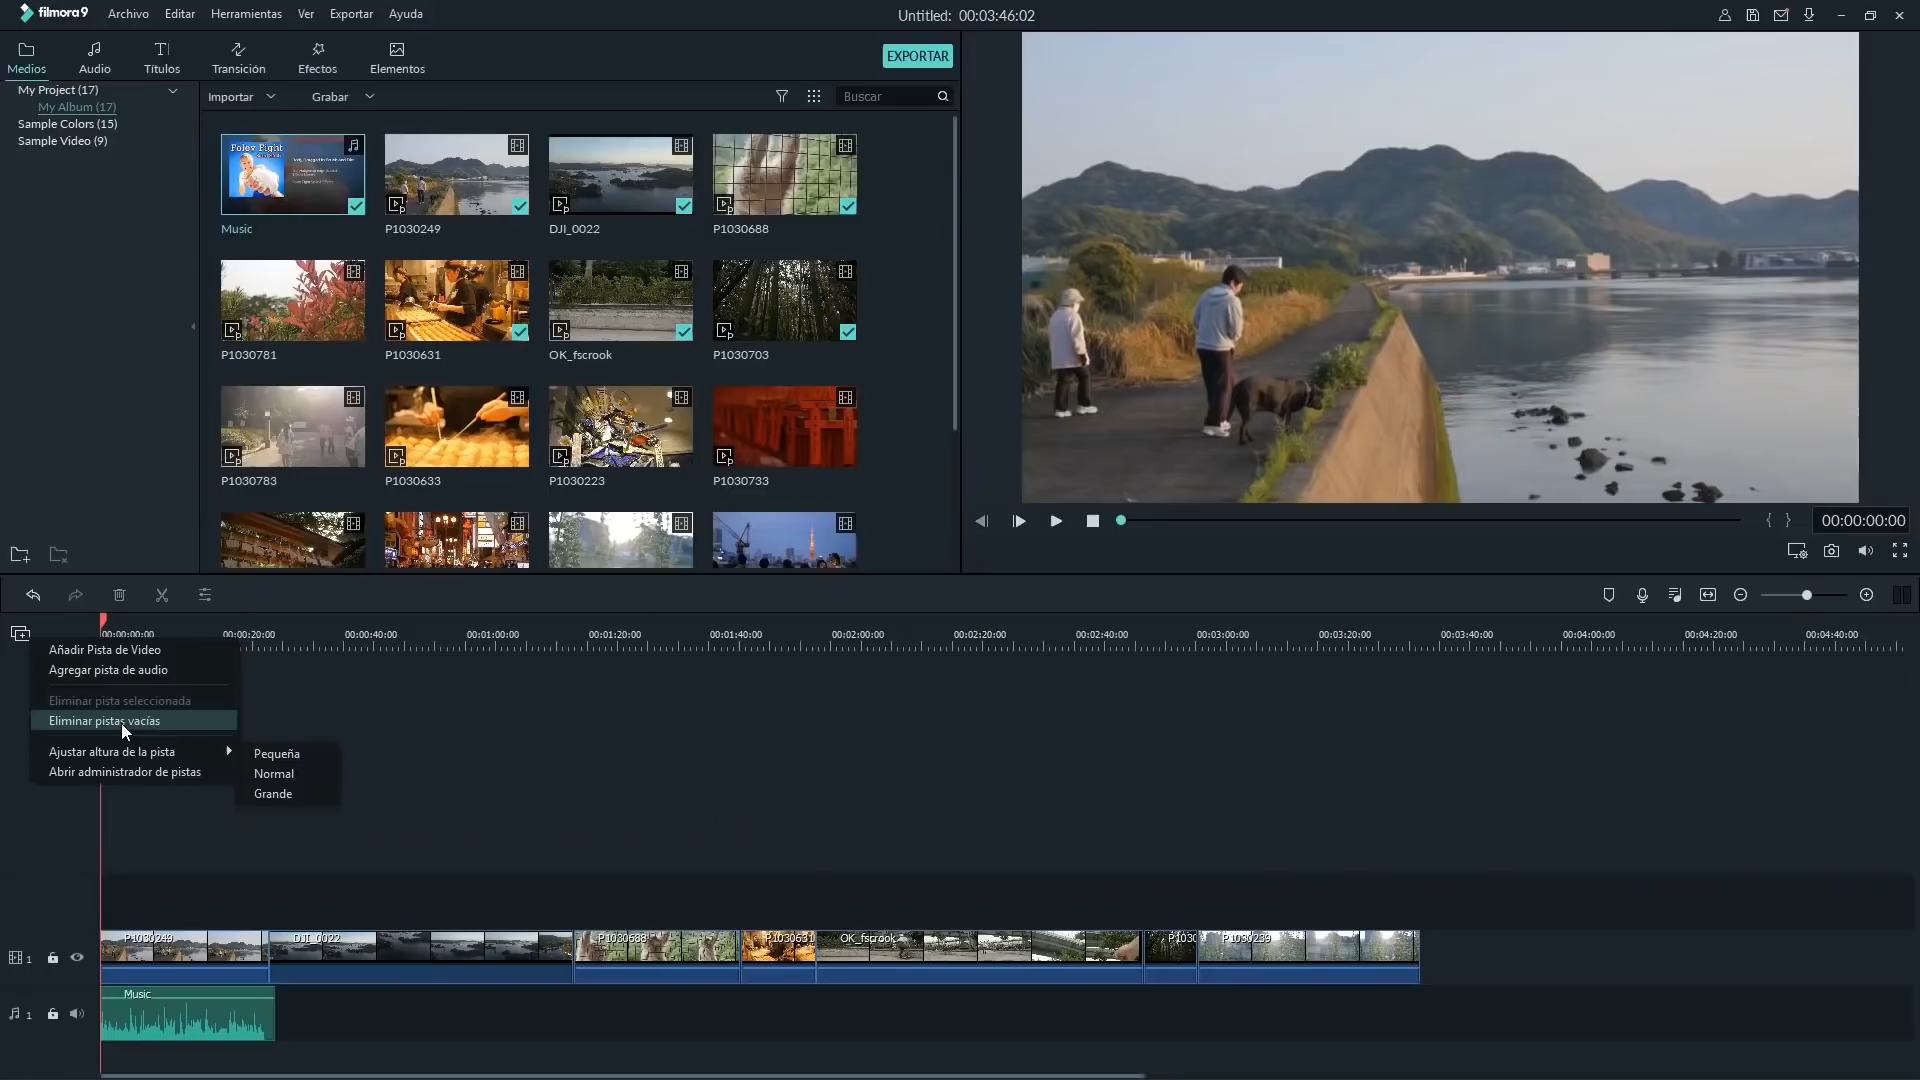 filmora9
Archivo
Editar
Herramientas
Ver
Exportar
Ayuda
Untitled: 00:03:46:02
Medios
Audio
Títulos
Transición
Efectos
Elementos
EXPORTAR
My Project (17)
My Album (17)
Sample Colors (15)
Sample Video (9)
Importar
Grabar
Buscar
Foley Fight
Music
P1030249
DJI_0022
P1030688
P1030781
P1030631
OK_fscrook
P1030703
P1030783
P1030633
P1030223
P1030733
00:00:00:00
00:00:00:00
00:00:20:00
00:00:40:00
00:01:00:00
00:01:20:00
00:01:40:00
00:02:00:00
00:02:20:00
00:02:40:00
00:03:00:00
00:03:20:00
00:03:40:00
00:04:00:00
00:04:20:00
00:04:40:00
Añadir Pista de Video
Agregar pista de audio
Eliminar pista seleccionada
Eliminar pistas vacías
Ajustar altura de la pista
Abrir administrador de pistas
Pequeña
Normal
Grande
1
P1030249
DJI_0022
P1030688
P1030631
OK_fscrook
P1030
P1030239
1
Music